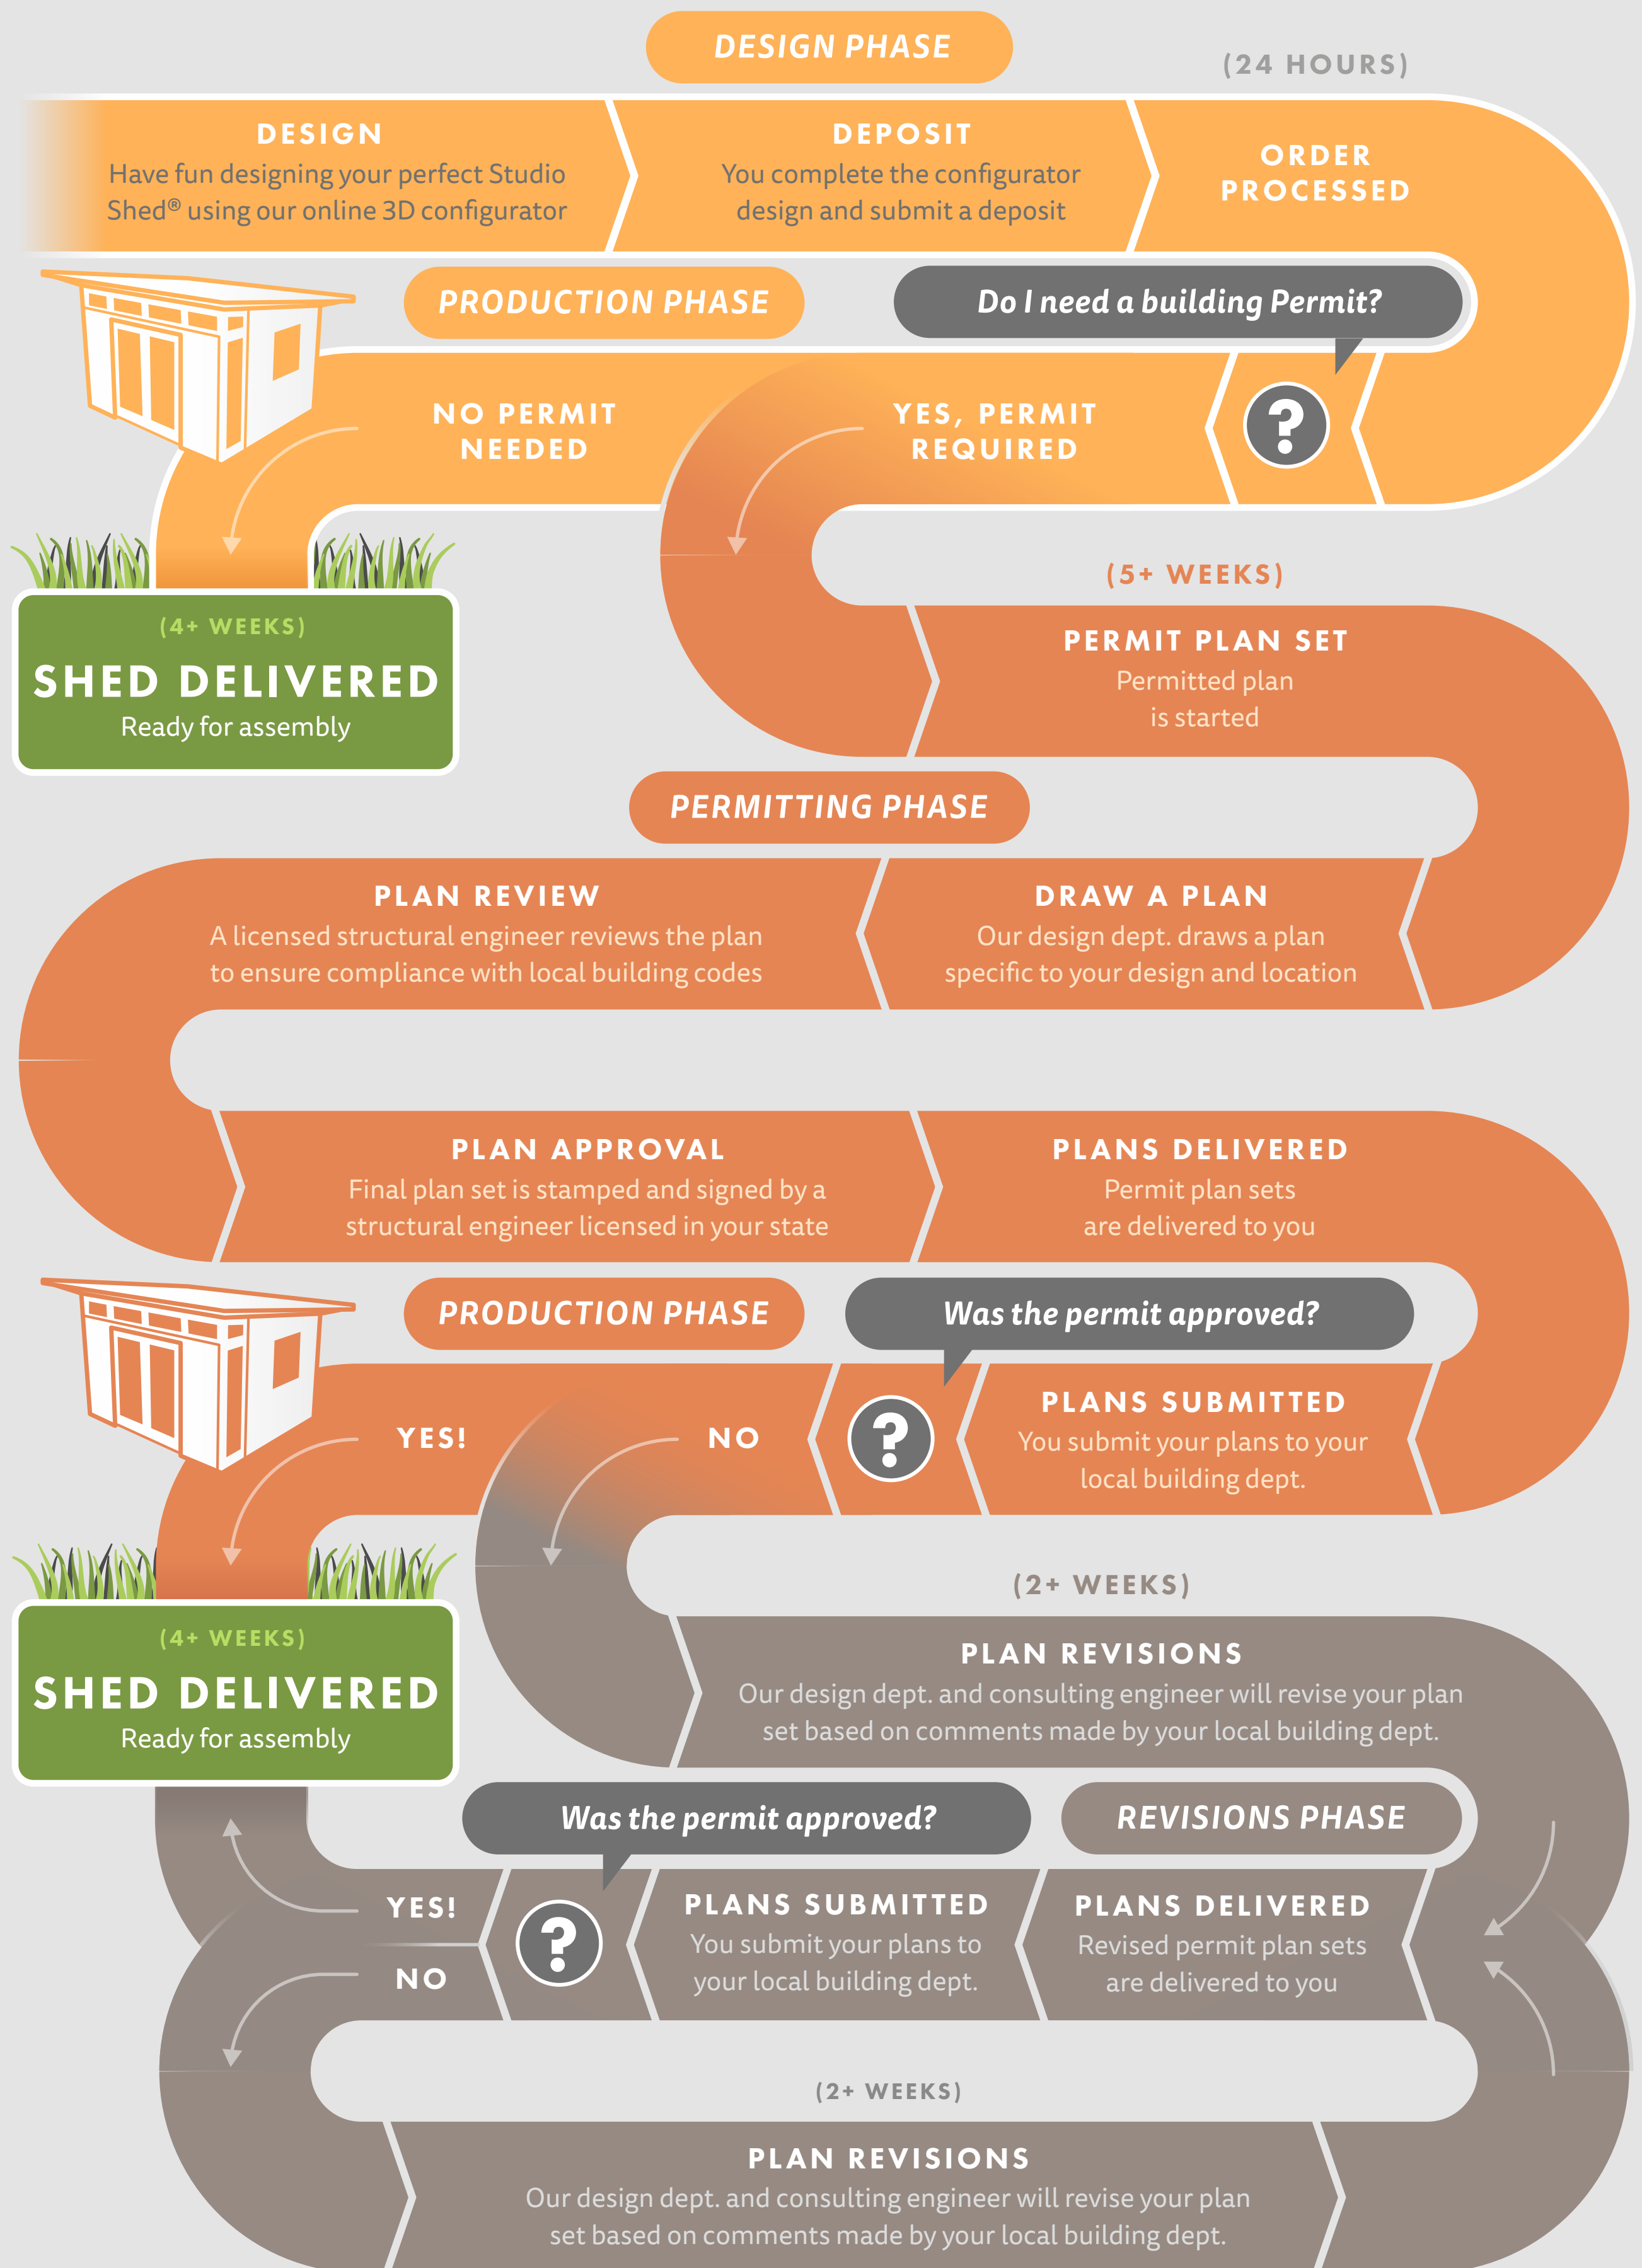 DESIGN PHASE
(24 HOURS)
DESIGN
Have fun designing your perfect Studio
Shed® using our online 3D configurator
DEPOSIT
You complete the configurator
design and submit a deposit
ORDER
PROCESSED
PRODUCTION PHASE
Do I need a building Permit?
?
YES, PERMIT
REQUIRED
NO PERMIT
NEEDED
(4+ WEEKS)
SHED DELIVERED
Ready for assembly
(5+ WEEKS)
PERMIT PLAN SET
Permitted plan
is started
PERMITTING PHASE
DRAW A PLAN
Our design dept. draws a plan
specific to your design and location
PLAN REVIEW
A licensed structural engineer reviews the plan
to ensure compliance with local building codes
PLAN APPROVAL
Final plan set is stamped and signed by a
structural engineer licensed in your state
PLANS DELIVERED
Permit plan sets
are delivered to you
PRODUCTION PHASE
Was the permit approved?
PLANS SUBMITTED
You submit your plans to your
local building dept.
?
NO
YES!
(4+ WEEKS)
SHED DELIVERED
Ready for assembly
(2+ WEEKS)
PLAN REVISIONS
Our design dept. and consulting engineer will revise your plan
set based on comments made by your local building dept.
Was the permit approved?
REVISIONS PHASE
PLANS DELIVERED
Revised permit plan sets
are delivered to you
PLANS SUBMITTED
You submit your plans to
your local building dept.
?
YES!
NO
(2+ WEEKS)
PLAN REVISIONS
Our design dept. and consulting engineer will revise your plan
set based on comments made by your local building dept.